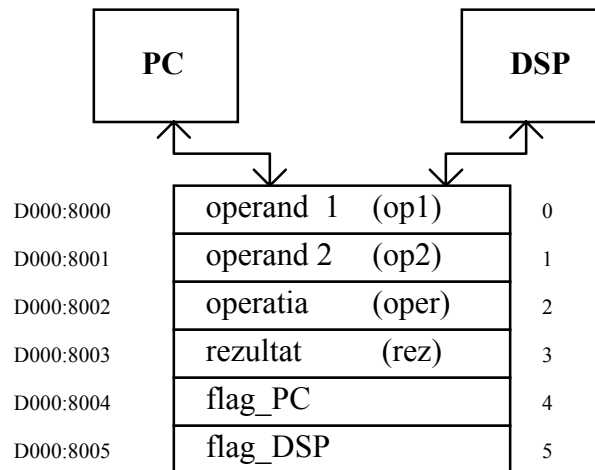 PC DSP
D000:8000 operand 1 (op1) 0
D000:8001 operand 2 (op2) 1
D000:8002 operatia (oper) 2
D000:8003 rezultat (rez) 3
D000:8004 flag_PC 4
D000:8005 flag_DSP 5